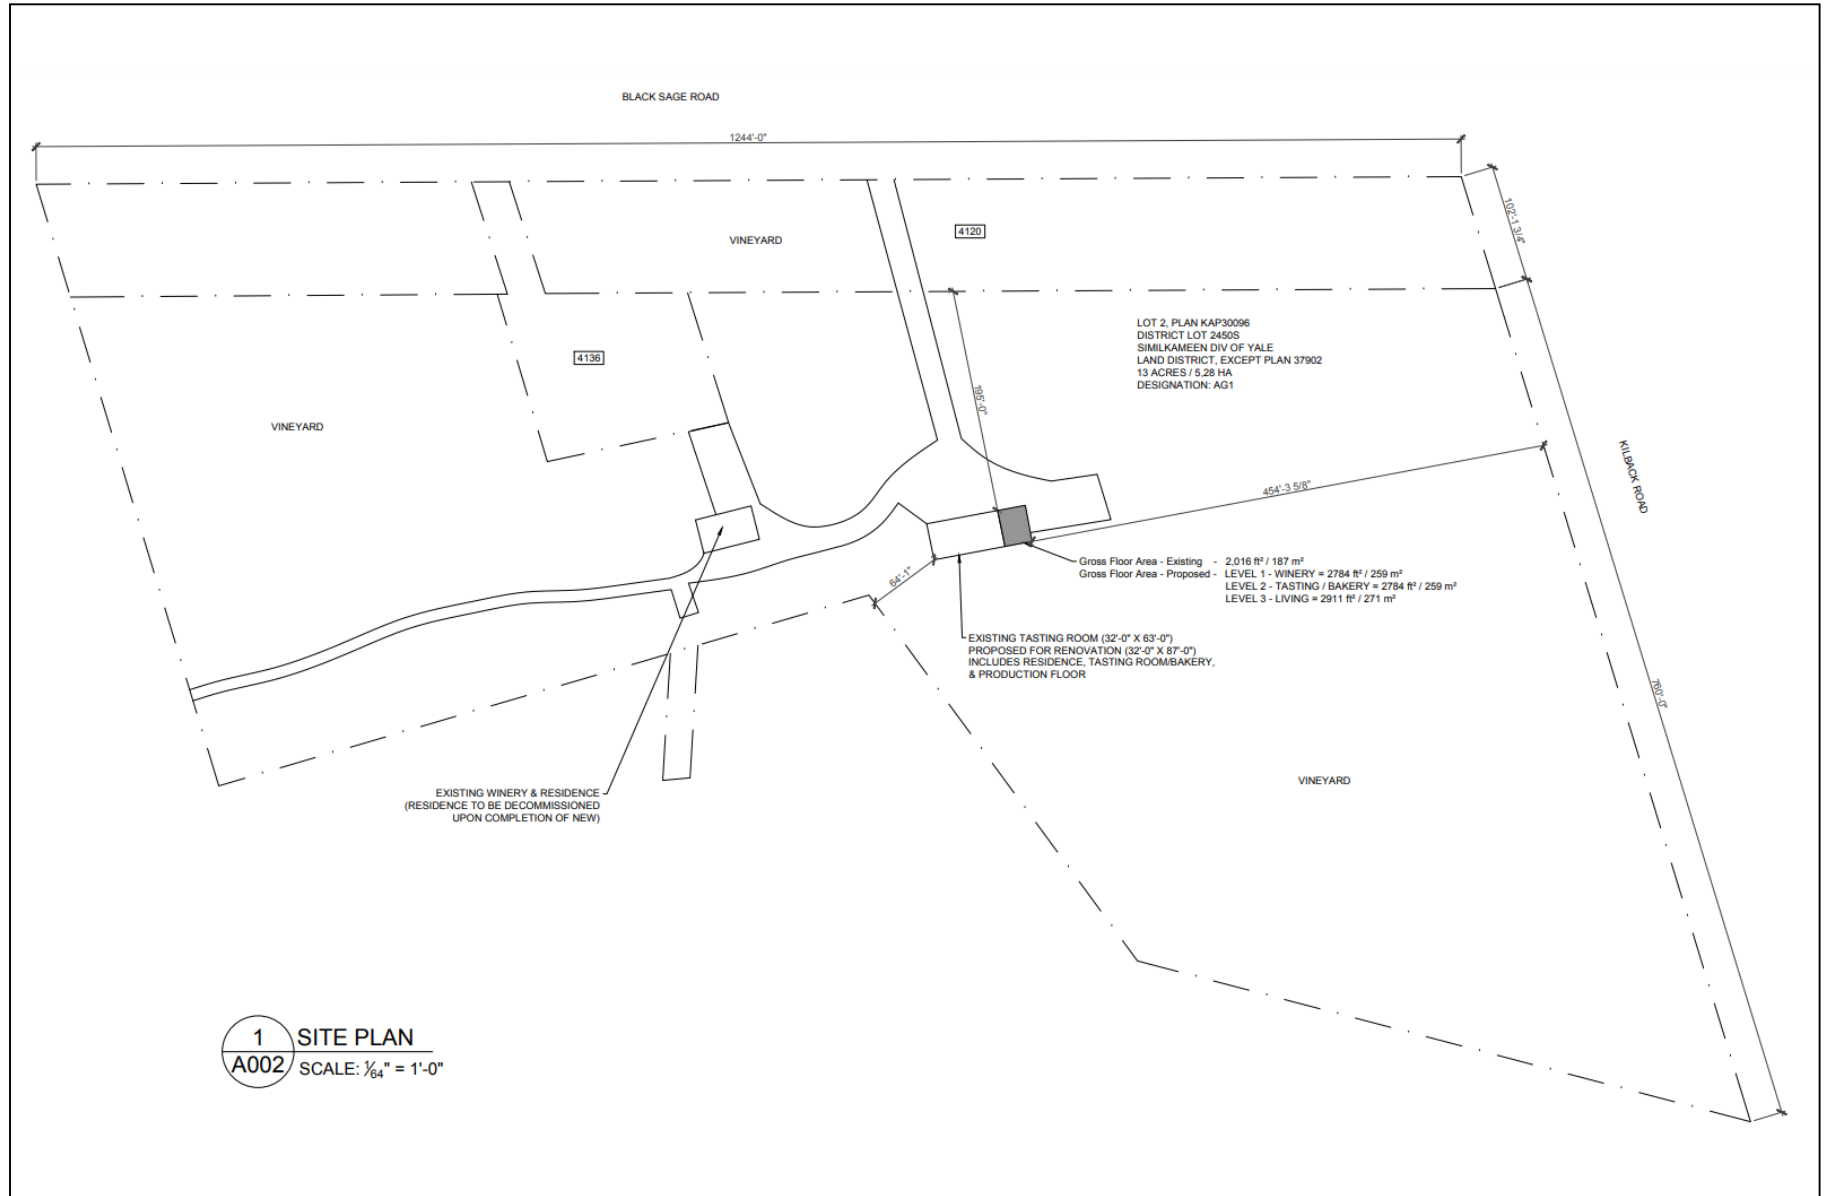 BLACK SAGE ROAD
1244'-0"
102'-1 3/4"
VINEYARD
4120
LOT 2, PLAN KAP30096
DISTRICT LOT 2450S
SIMILKAMEEN DIV OF YALE
LAND DISTRICT, EXCEPT PLAN 37902
13 ACRES / 5,28 HA
DESIGNATION: AG1
4136
195'-0"
VINEYARD
KILBACK ROAD
454'-3 5/8"
Gross Floor Area - Existing - 2,016 ft² / 187 m²
Gross Floor Area - Proposed - LEVEL 1 - WINERY = 2784 ft² / 259 m²
LEVEL 2 - TASTING / BAKERY = 2784 ft² / 259 m²
LEVEL 3 - LIVING = 2911 ft² / 271 m²
64'-1"
EXISTING TASTING ROOM (32'-0" X 63'-0")
PROPOSED FOR RENOVATION (32'-0" X 87'-0")
INCLUDES RESIDENCE, TASTING ROOM/BAKERY,
& PRODUCTION FLOOR
760'-0"
VINEYARD
EXISTING WINERY & RESIDENCE
(RESIDENCE TO BE DECOMMISSIONED
UPON COMPLETION OF NEW)
1
SITE PLAN
A002
SCALE: 1/64" = 1'-0"